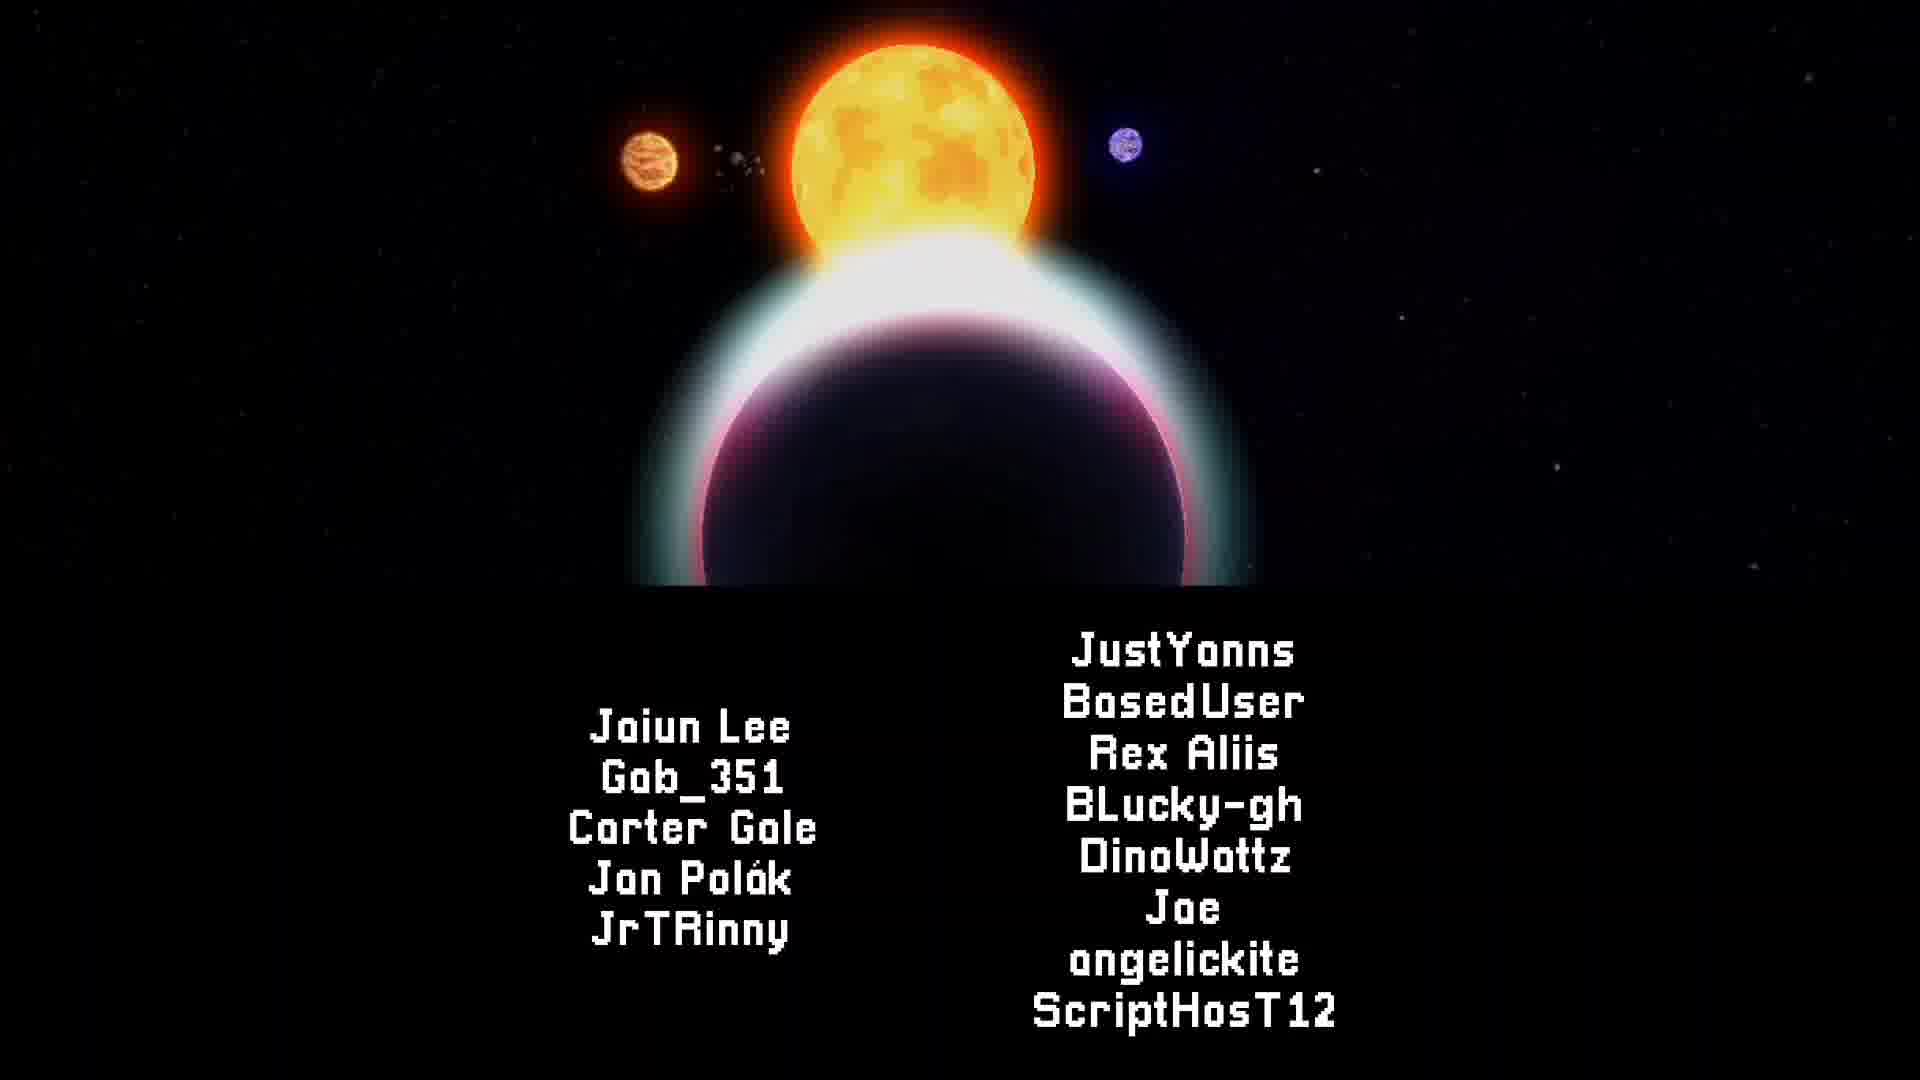 Jaiun Lee
Gab_351
Carter Gale
Jan Polák
JrTRinny
JustYanns
BasedUser
Rex Aliis
BLucky-gh
DinoWattz
Jae
angelickite
ScriptHosT12